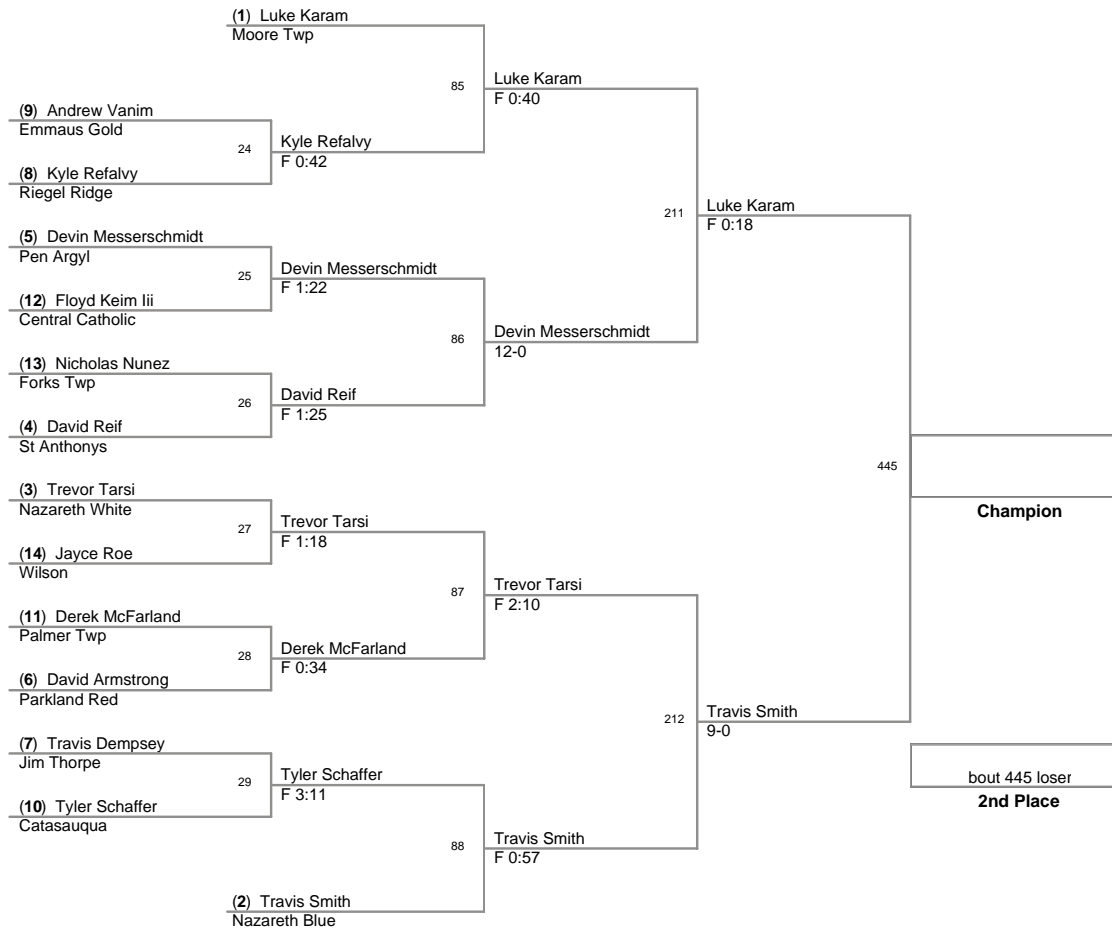 (1) Luke Karam
Moore Twp
85
Luke Karam
F 0:40
(9) Andrew Vanim
Emmaus Gold
24
Kyle Refalvy
F 0:42
(8) Kyle Refalvy
Riegel Ridge
211
Luke Karam
F 0:18
(5) Devin Messerschmidt
Pen Argyl
25
Devin Messerschmidt
F 1:22
(12) Floyd Keim Iii
Central Catholic
86
Devin Messerschmidt
12-0
(13) Nicholas Nunez
Forks Twp
26
David Reif
F 1:25
(4) David Reif
St Anthonys
445
Champion
(3) Trevor Tarsi
Nazareth White
27
Trevor Tarsi
F 1:18
(14) Jayce Roe
Wilson
87
Trevor Tarsi
F 2:10
(11) Derek McFarland
Palmer Twp
28
Derek McFarland
F 0:34
(6) David Armstrong
Parkland Red
212
Travis Smith
9-0
(7) Travis Dempsey
Jim Thorpe
29
Tyler Schaffer
F 3:11
(10) Tyler Schaffer
Catasauqua
bout 445 loser
2nd Place
88
Travis Smith
F 0:57
(2) Travis Smith
Nazareth Blue